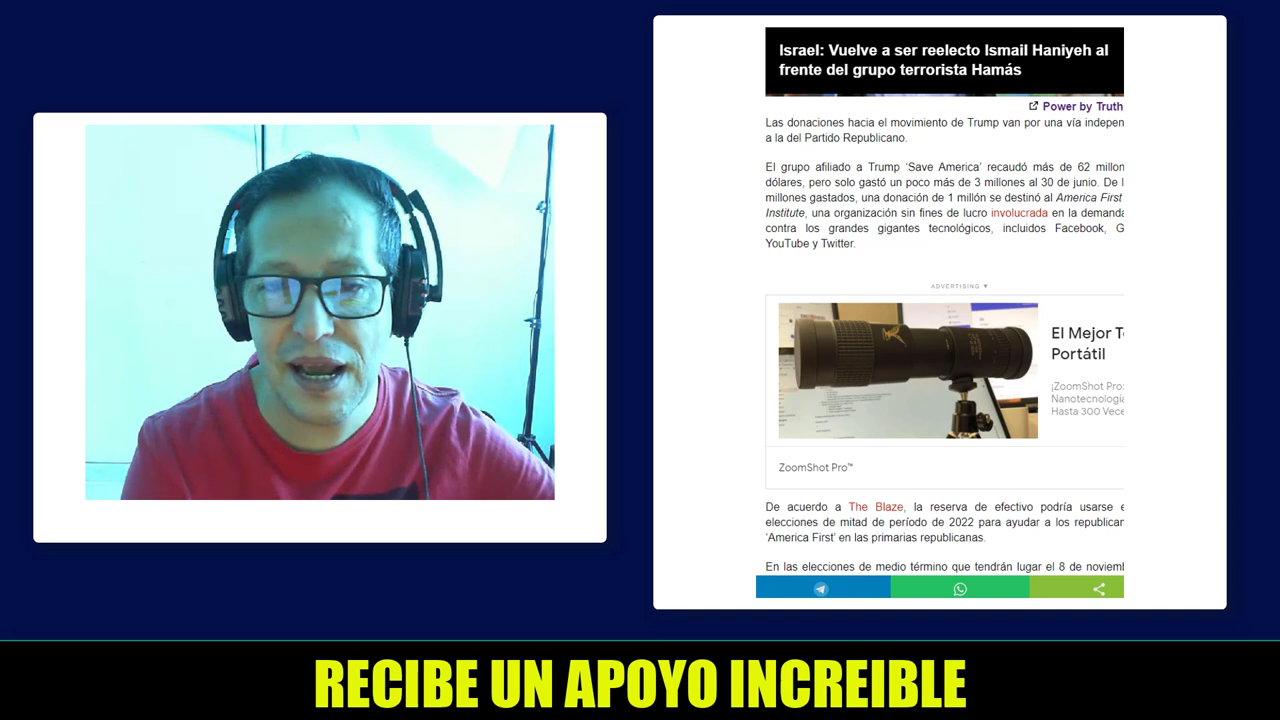 Israel: Vuelve a ser reelecto Ismail Haniyeh al
frente del grupo terrorista Hamás
Power by Truth
Las donaciones hacia el movimiento de Trump van por una vía indepen
a la del Partido Republicano.
El grupo afiliado a Trump ‘Save America’ recaudó más de 62 millon
dólares, pero solo gastó un poco más de 3 millones al 30 de junio. De l
millones gastados, una donación de 1 millón se destinó al America First
Institute, una organización sin fines de lucro involucrada en la demanda
contra los grandes gigantes tecnológicos, incluidos Facebook, G
YouTube y Twitter.
ADVERTISING
El Mejor Te
Portátil
¡ZoomShot Pro:
Nanotecnología
Hasta 300 Vece
ZoomShot Pro™
De acuerdo a The Blaze, la reserva de efectivo podría usarse e
elecciones de mitad de período de 2022 para ayudar a los republican
‘America First’ en las primarias republicanas.
En las elecciones de medio término que tendrán lugar el 8 de noviemb
RECIBE UN APOYO INCREIBLE